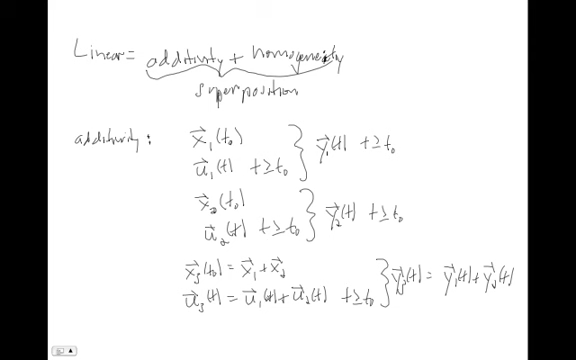 Linear = additivity + homogeneity
superposition
additivity :
x⃗₁(t₀)
u⃗₁(t) t ≥ t₀ } y⃗₁(t) t ≥ t₀
x⃗₂(t₀)
u⃗₂(t) t ≥ t₀ } y⃗₂(t) t ≥ t₀
x⃗₃(t₀) = x⃗₁ + x⃗₂
u⃗₃(t) = u⃗₁(t) + u⃗₂(t) t ≥ t₀ } y⃗₃(t) = y⃗₁(t) + y⃗₂(t)